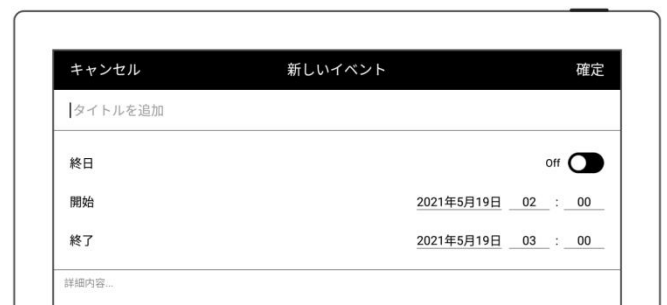 キャンセル 新しいイベント 確定
タイトルを追加
終日 Off
開始 2021年5月19日 02 : 00
終了 2021年5月19日 03 : 00
詳細内容...